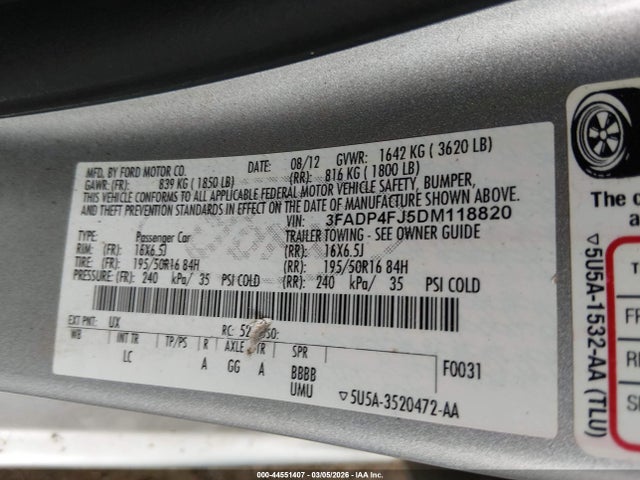 MFD. BY FORD MOTOR CO. DATE: 08/12 GVWR: 1642 KG ( 3620 LB)
GAWR: (FR): 839 KG ( 1850 LB) (RR): 816 KG ( 1800 LB)
THIS VEHICLE CONFORMS TO ALL APPLICABLE FEDERAL MOTOR VEHICLE SAFETY, BUMPER,
AND THEFT PREVENTION STANDARDS IN EFFECT ON THE DATE OF MANUFACTURE SHOWN ABOVE.
VIN: 3FADP4FJ5DM118820
TYPE: Passenger Car TRAILER TOWING - SEE OWNER GUIDE
RIM: (FR): 16X6.5J (RR): 16X6.5J
TIRE: (FR): 195/50R16 84H (RR): 195/50R16 84H
PRESSURE: (FR): 240 kPa/ 35 PSI COLD (RR): 240 kPa/ 35 PSI COLD
EXT PNT: UX RC: 52
WB INT TR TP/PS R AXLE TR SPR F0031
LC A GG A BBBB
UMU ▽5U5A-3520472-AA
The
▽5U5A-1532-AA (TLU)
000-44551407 - 03/05/2026 - IAA Inc.